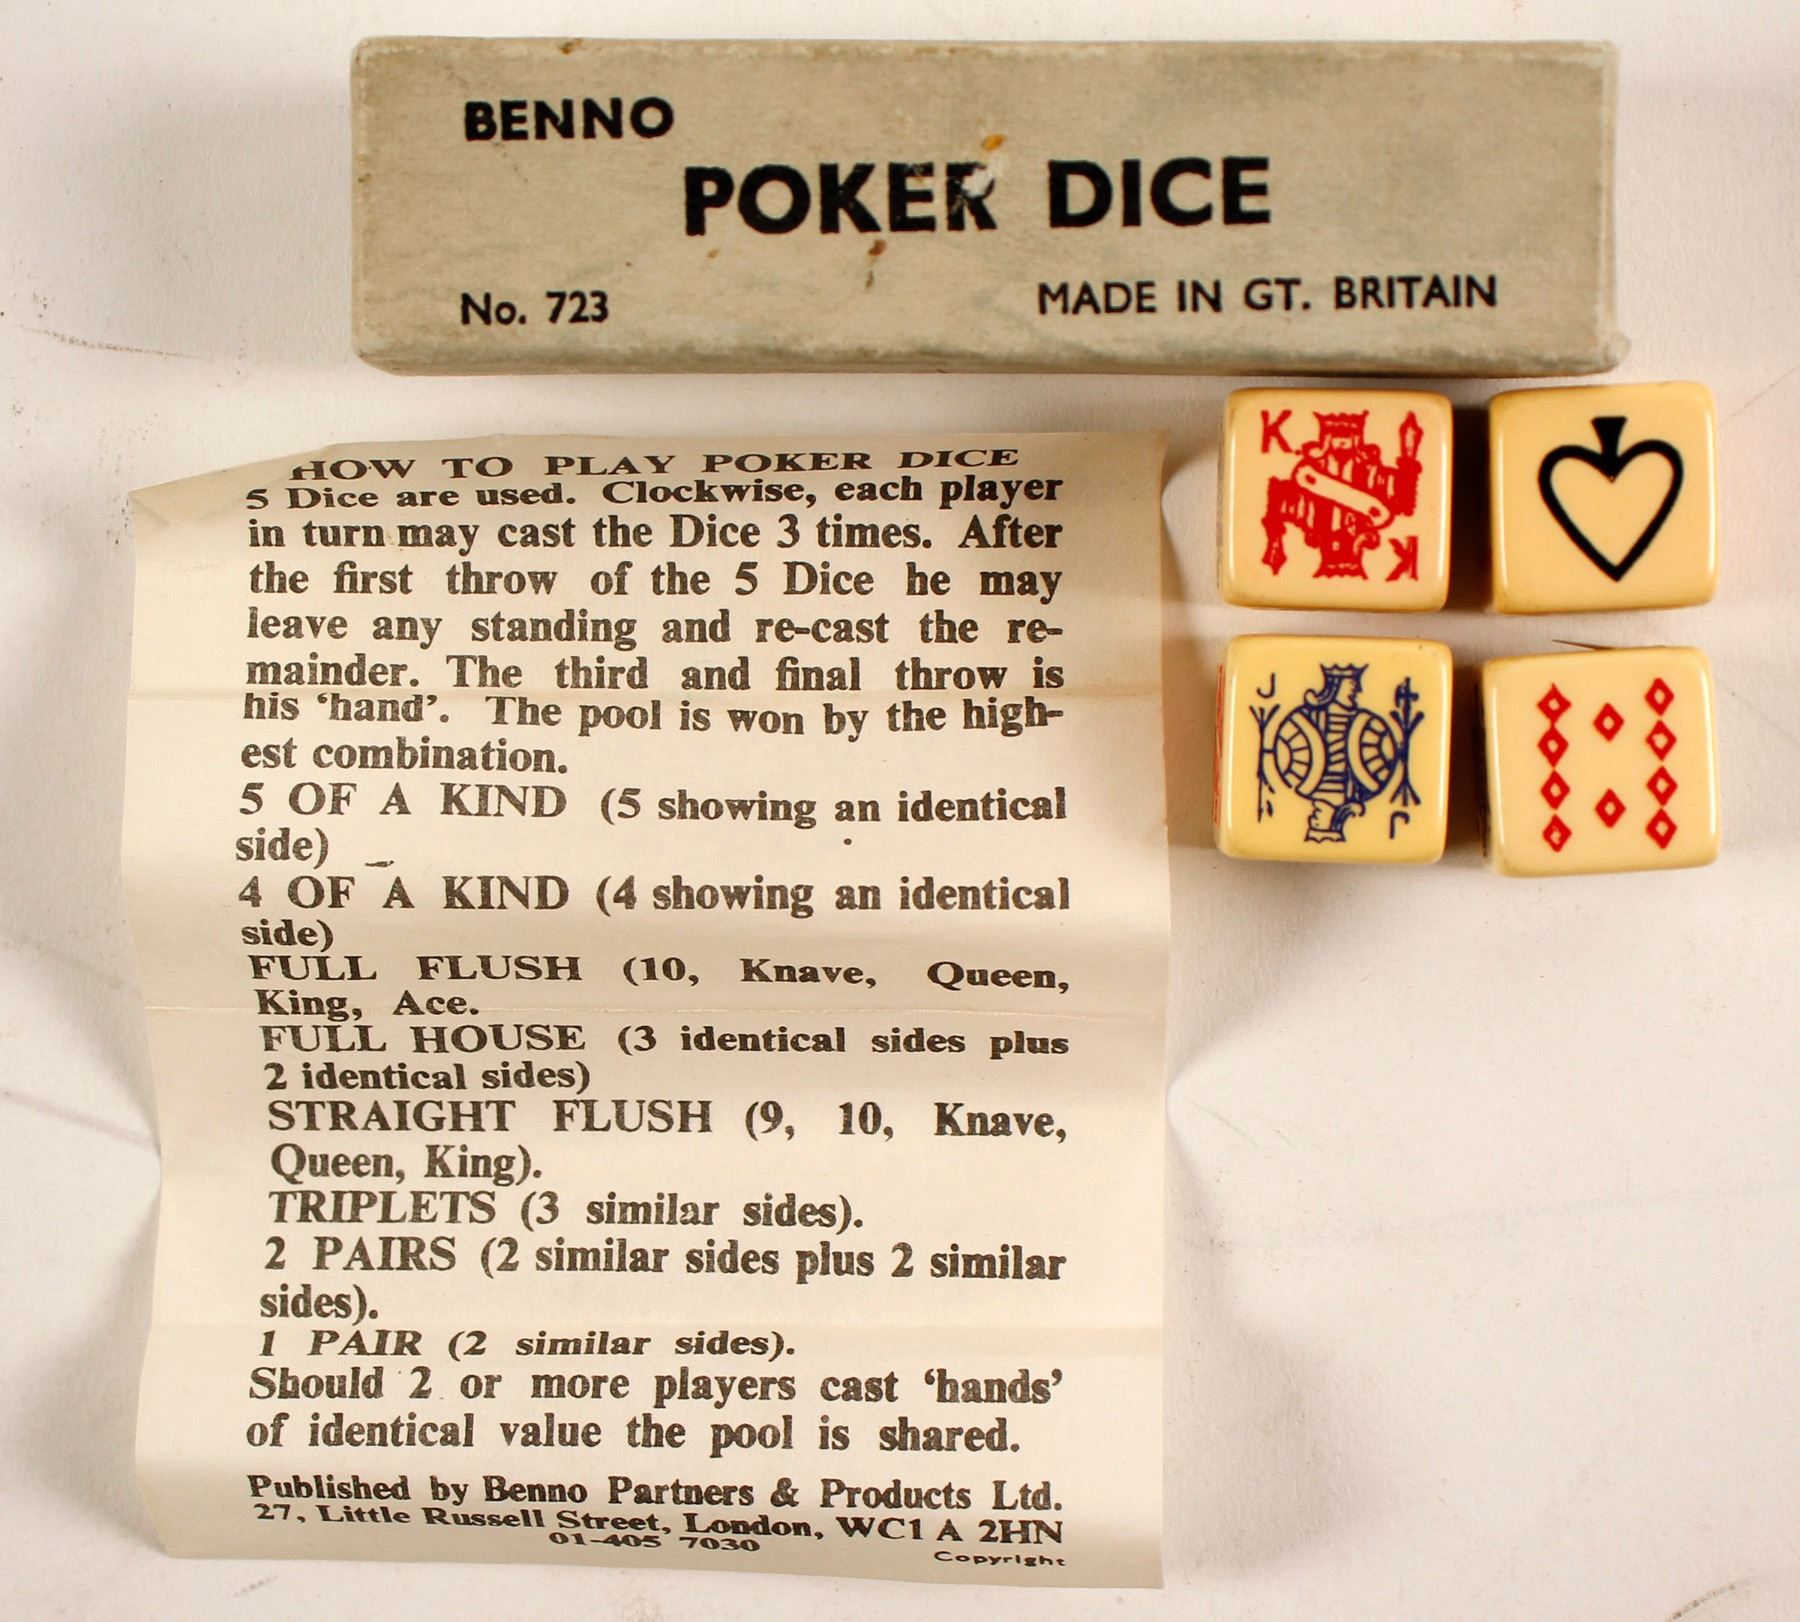 BENNO
POKER DICE
No. 723
MADE IN GT. BRITAIN
HOW TO PLAY POKER DICE
5 Dice are used. Clockwise, each player
in turn may cast the Dice 3 times. After
the first throw of the 5 Dice he may
leave any standing and re-cast the re-
mainder. The third and final throw is
his ‘hand’. The pool is won by the high-
est combination.
5 OF A KIND (5 showing an identical
side)
4 OF A KIND (4 showing an identical
side)
FULL FLUSH (10, Knave, Queen,
King, Ace.
FULL HOUSE (3 identical sides plus
2 identical sides)
STRAIGHT FLUSH (9, 10, Knave,
Queen, King).
TRIPLETS (3 similar sides).
2 PAIRS (2 similar sides plus 2 similar
sides).
1 PAIR (2 similar sides).
Should 2 or more players cast ‘hands’
of identical value the pool is shared.
Published by Benno Partners & Products Ltd.
27, Little Russell Street, London, WC1 A 2HN
01-405 7030
Copyright
K
K
J
J